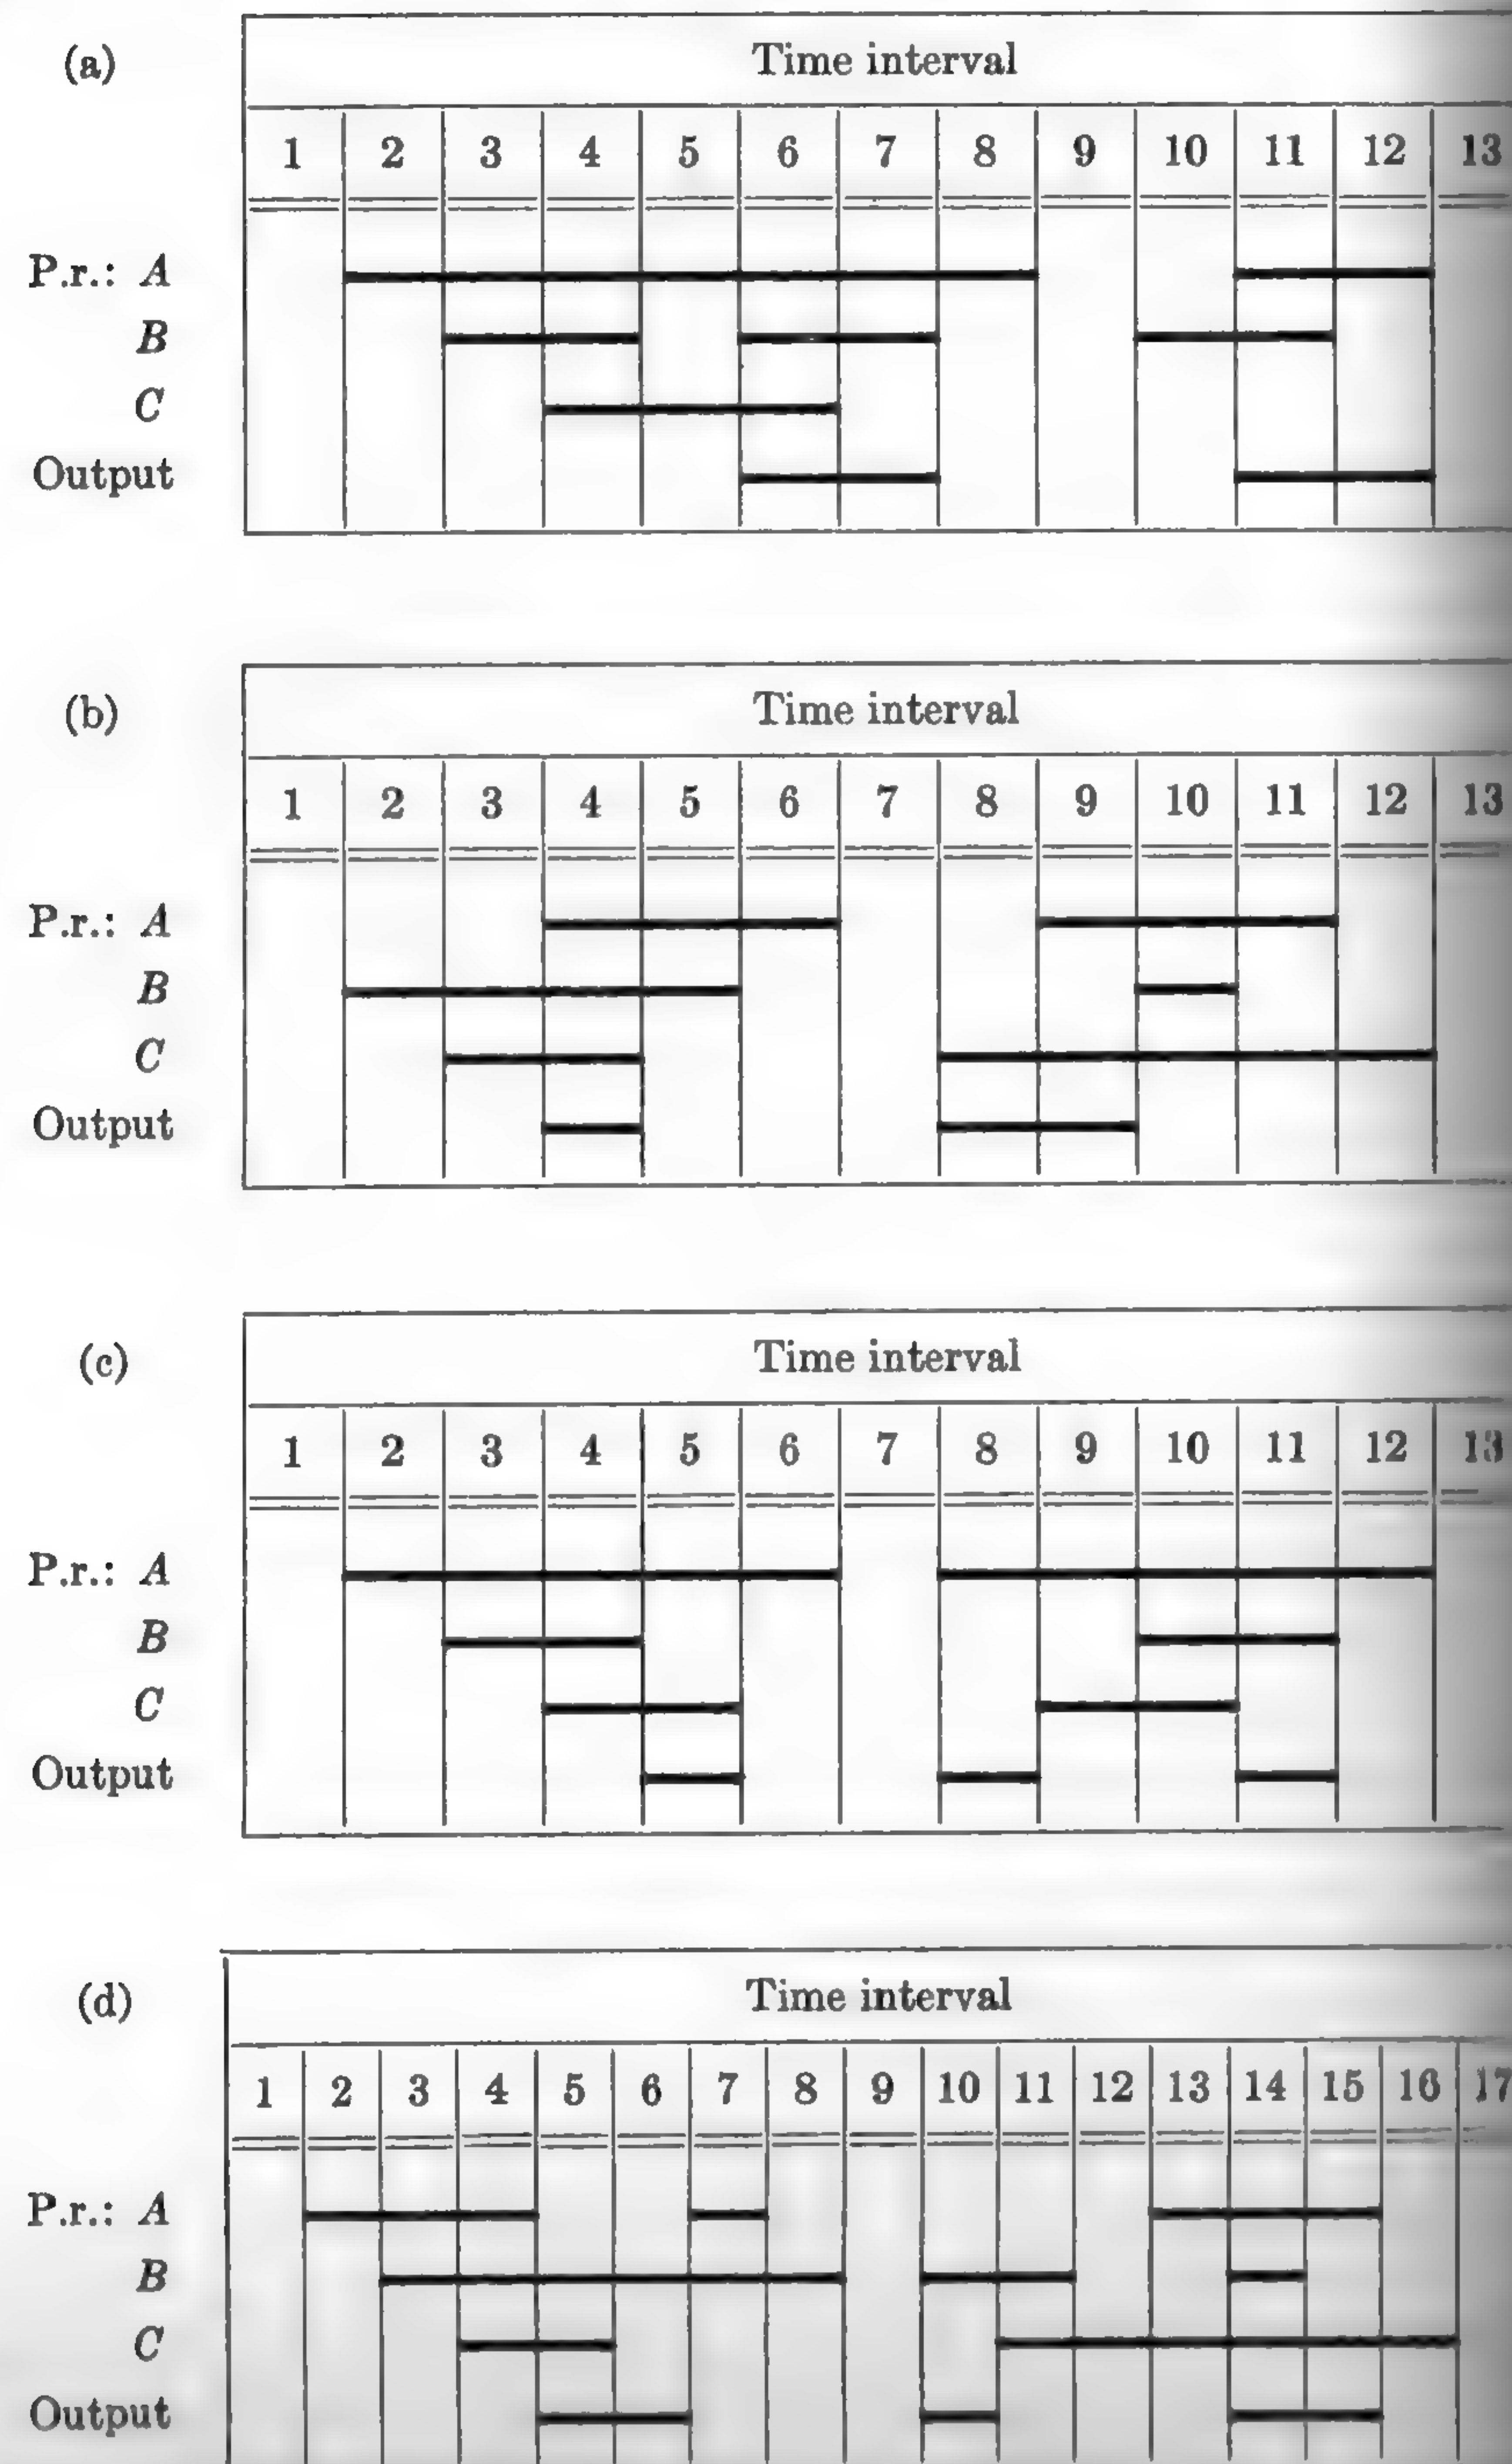 (a)
Time interval
1 2 3 4 5 6 7 8 9 10 11 12 13
P.r.: A
B
C
Output
(b)
Time interval
1 2 3 4 5 6 7 8 9 10 11 12 13
P.r.: A
B
C
Output
(c)
Time interval
1 2 3 4 5 6 7 8 9 10 11 12 13
P.r.: A
B
C
Output
(d)
Time interval
1 2 3 4 5 6 7 8 9 10 11 12 13 14 15 16 17
P.r.: A
B
C
Output